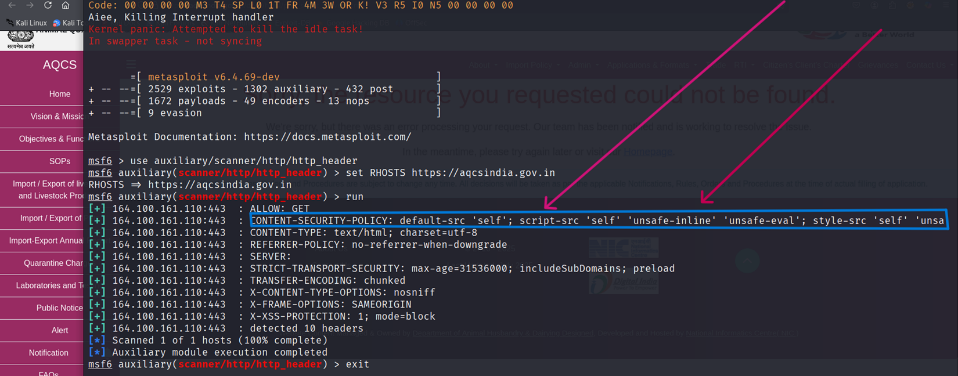 Code: 00 00 00 00 M3 T4 SP L0 1T FR 4M 3W OR K! V3 R5 I0 N5 00 00 00 00
Aiee, Killing Interrupt handler
Kernel panic: Attempted to kill the idle task!
In swapper task - not syncing
Kali Linux
Kali To
AQCS
Home
Vision & Missio
Objectives & Func
SOPs
Import / Export of liv
and Livestock Prod
Import / Export of
Import-Export Annua
Quarantine Char
Laboratories and Te
Public Notice
Alert
Notification
FAQs
=[ metasploit v6.4.69-dev ]
+ -- --=[ 2529 exploits - 1302 auxiliary - 432 post ]
+ -- --=[ 1672 payloads - 49 encoders - 13 nops ]
+ -- --=[ 9 evasion ]
esource you requested could not be found.
Metasploit Documentation: https://docs.metasploit.com/
msf6 > use auxiliary/scanner/http/http_header
msf6 auxiliary(scanner/http/http_header) > set RHOSTS https://aqcsindia.gov.in
RHOSTS => https://aqcsindia.gov.in
msf6 auxiliary(scanner/http/http_header) > run
[+] 164.100.161.110:443 : ALLOW: GET
[+] 164.100.161.110:443 : CONTENT-SECURITY-POLICY: default-src 'self'; script-src 'self' 'unsafe-inline' 'unsafe-eval'; style-src 'self' 'unsa
[+] 164.100.161.110:443 : CONTENT-TYPE: text/html; charset=utf-8
[+] 164.100.161.110:443 : REFERRER-POLICY: no-referrer-when-downgrade
[+] 164.100.161.110:443 : SERVER:
[+] 164.100.161.110:443 : STRICT-TRANSPORT-SECURITY: max-age=31536000; includeSubDomains; preload
[+] 164.100.161.110:443 : TRANSFER-ENCODING: chunked
[+] 164.100.161.110:443 : X-CONTENT-TYPE-OPTIONS: nosniff
[+] 164.100.161.110:443 : X-FRAME-OPTIONS: SAMEORIGIN
[+] 164.100.161.110:443 : X-XSS-PROTECTION: 1; mode=block
[+] 164.100.161.110:443 : detected 10 headers
[*] Scanned 1 of 1 hosts (100% complete)
[*] Auxiliary module execution completed
msf6 auxiliary(scanner/http/http_header) > exit
NIC